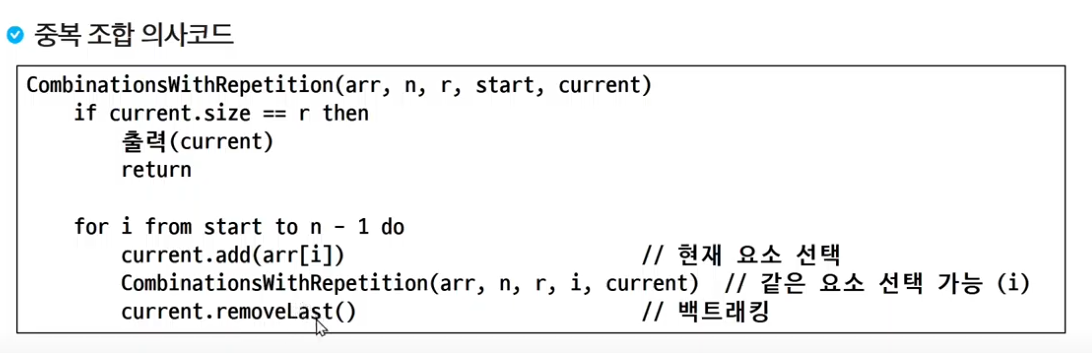 중복 조합 의사코드
CombinationsWithRepetition(arr, n, r, start, current)
    if current.size == r then
        출력(current)
        return
    for i from start to n - 1 do
        current.add(arr[i])                          // 현재 요소 선택
        CombinationsWithRepetition(arr, n, r, i, current)  // 같은 요소 선택 가능 (i)
        current.removeLast()                         // 백트래킹